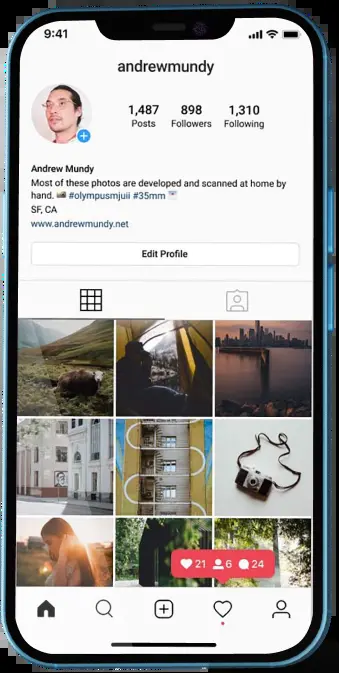 9:41
andrewmundy
1,487 898 1,310
Posts Followers Following
Andrew Mundy
Most of these photos are developed and scanned at home by
hand. #olympusmjuii #35mm
SF, CA
www.andrewmundy.net
Edit Profile
21 6 24